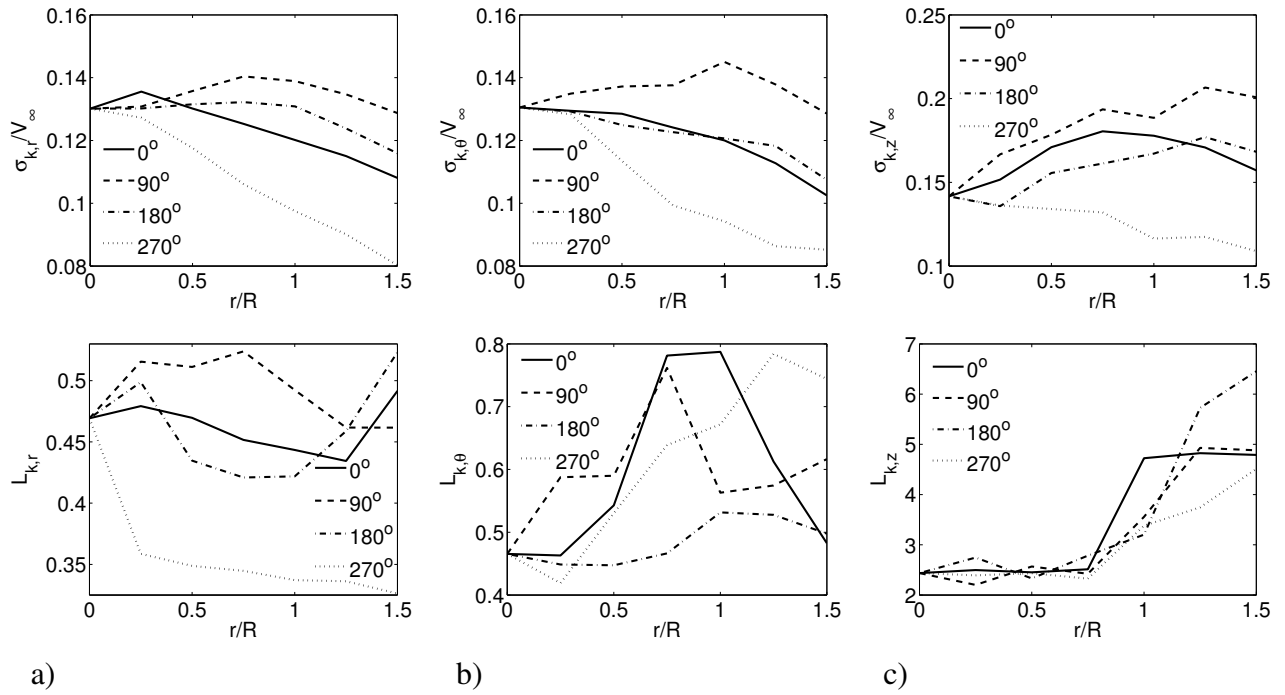 0.16
0.14
0.12
0.1
0.08
σk,r/V∞
0°
90°
180°
270°
0 0.5 1 1.5
r/R
0.16
0.14
0.12
0.1
0.08
σk,θ/V∞
0°
90°
180°
270°
0 0.5 1 1.5
r/R
0.25
0.2
0.15
0.1
σk,z/V∞
0°
90°
180°
270°
0 0.5 1 1.5
r/R
0.5
0.45
0.4
0.35
Lk,r
0°
90°
180°
270°
0 0.5 1 1.5
r/R
0.8
0.7
0.6
0.5
0.4
Lk,θ
0°
90°
180°
270°
0 0.5 1 1.5
r/R
7
6
5
4
3
2
Lk,z
0°
90°
180°
270°
0 0.5 1 1.5
r/R
a) b) c)